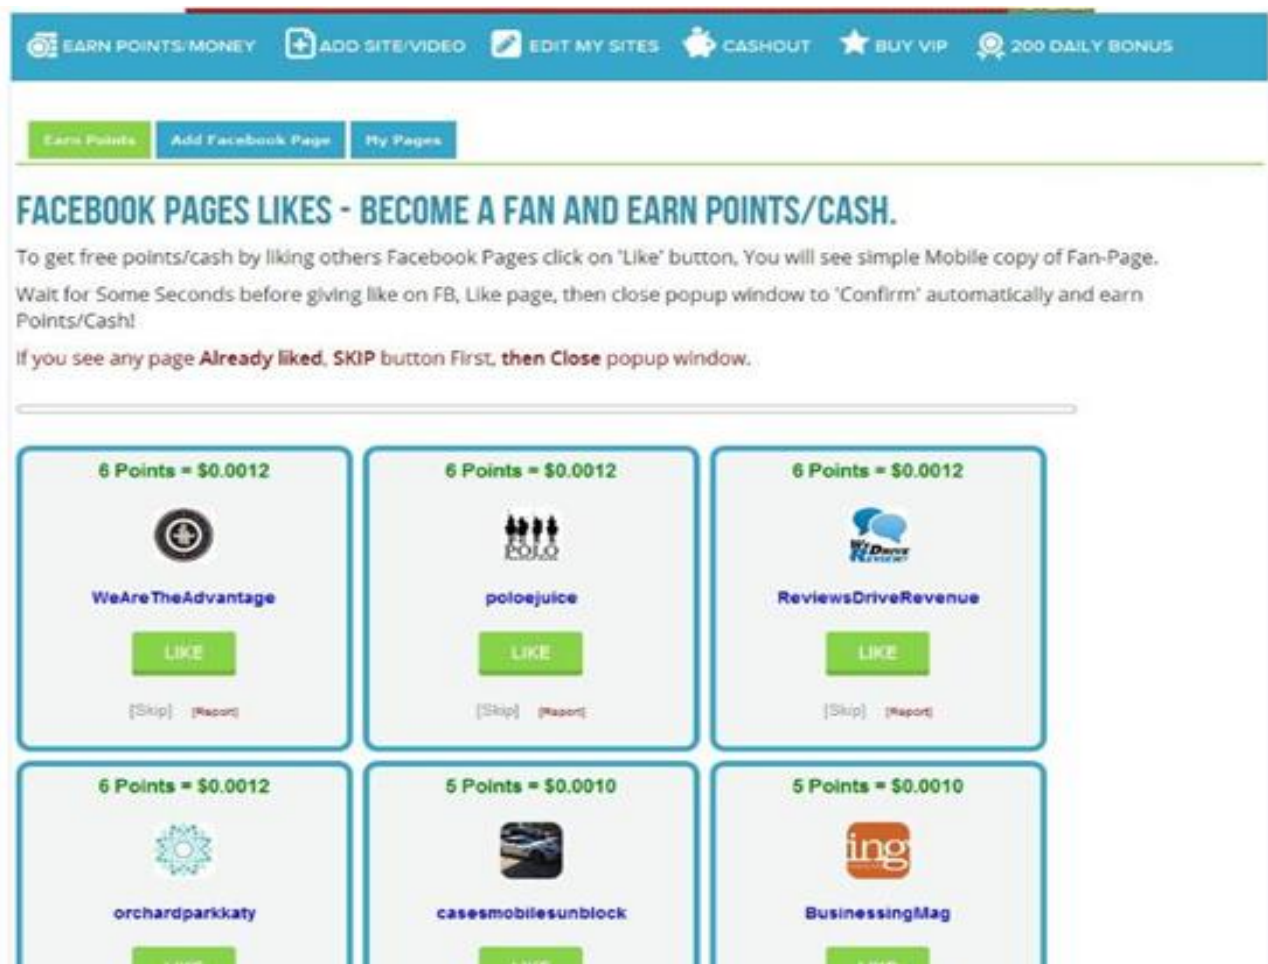 EARN POINTS/MONEY ADD SITE/VIDEO EDIT MY SITES CASHOUT BUY VIP 200 DAILY BONUS
Earn Points Add Facebook Page My Pages
FACEBOOK PAGES LIKES - BECOME A FAN AND EARN POINTS/CASH.
To get free points/cash by liking others Facebook Pages click on 'Like' button, You will see simple Mobile copy of Fan-Page.
Wait for Some Seconds before giving like on FB, Like page, then close popup window to 'Confirm' automatically and earn
Points/Cash!
If you see any page Already liked, SKIP button First, then Close popup window.
6 Points = $0.0012 6 Points = $0.0012 6 Points = $0.0012
POLO
WE DRIVE
WeAreTheAdvantage poloejuice ReviewsDriveRevenue
LIKE LIKE LIKE
[Skip] [Report] [Skip] [Report] [Skip] [Report]
6 Points = $0.0012 5 Points = $0.0010 5 Points = $0.0010
ing
orchardparkkaty casesmobilesunblock BusinessingMag
LIKE LIKE LIKE